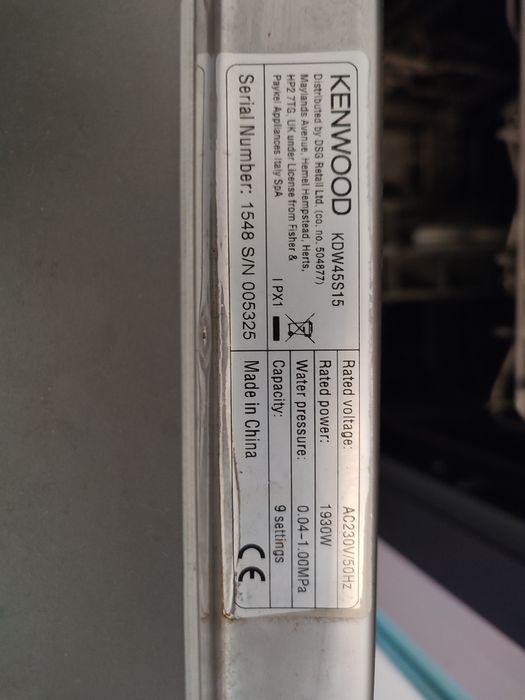 KENWOOD KDW45S15
Distributed by DSG Retail Ltd. (co. no. 504877)
Maylands Avenue, Hemel Hempstead, Herts,
HP2 7TG, UK under License from Fisher &
Paykel Appliances Italy SpA
IPX1
Serial Number: 1548 S/N 005325
Rated voltage: AC230V/50Hz
Rated power: 1930W
Water pressure: 0.04-1.00MPa
Capacity: 9 settings
Made in China CE